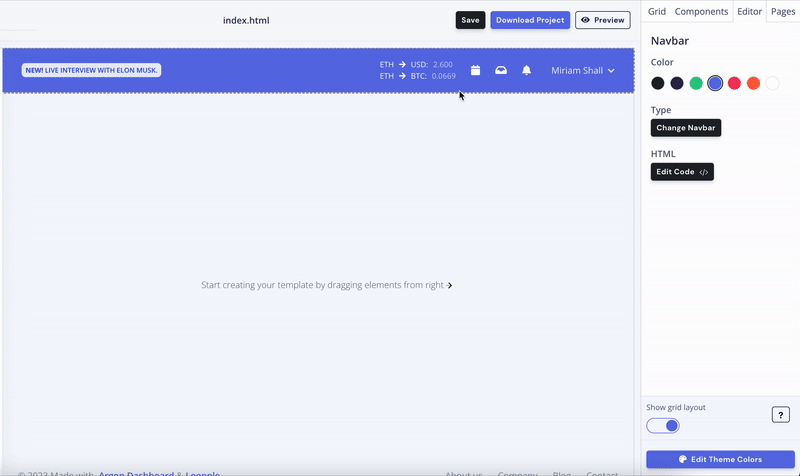 index.html
Save
Download Project
Preview
Grid
Components
Editor
Pages
NEW! LIVE INTERVIEW WITH ELON MUSK.
ETH → USD: 2.600
ETH → BTC: 0.0669
Miriam Shall
Start creating your template by dragging elements from right →
© 2023 Made with Argon Dashboard & Loopple
About us
Company
Blog
Contact
Navbar
Color
Type
Change Navbar
HTML
Edit Code </>
Show grid layout
?
Edit Theme Colors